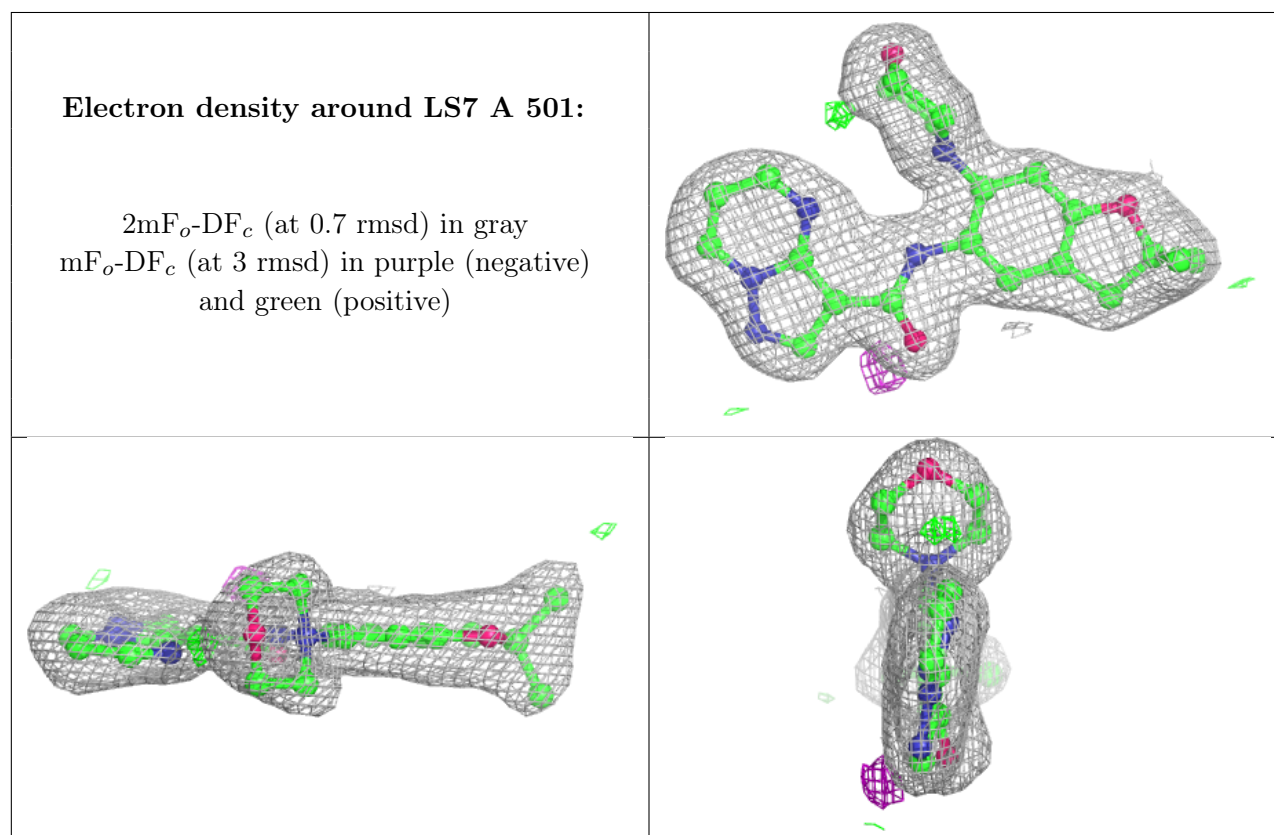 Electron density around LS7 A 501:
2mFo-DFc (at 0.7 rmsd) in gray
mFo-DFc (at 3 rmsd) in purple (negative)
and green (positive)